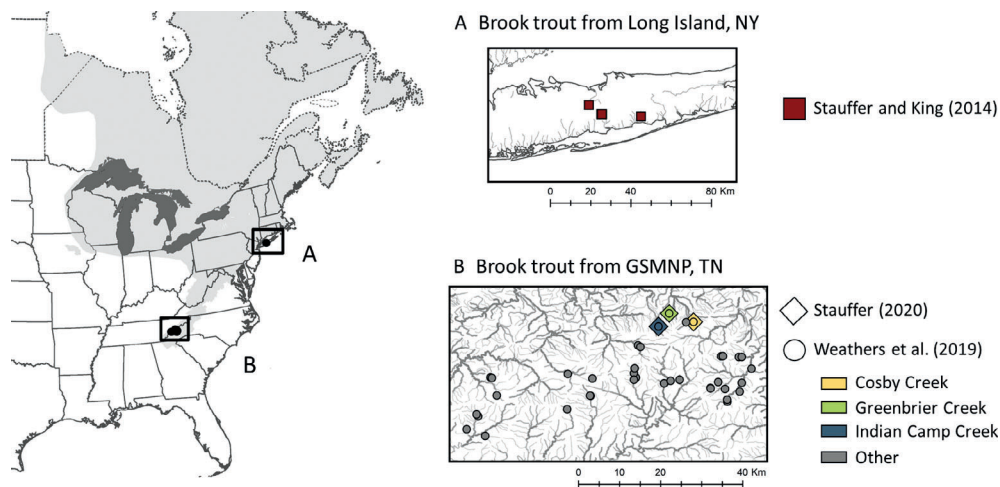 A Brook trout from Long Island, NY
Stauffer and King (2014)
0 20 40 80 Km
A
B Brook trout from GSMNP, TN
B
Stauffer (2020)
Weathers et al. (2019)
Cosby Creek
Greenbrier Creek
Indian Camp Creek
Other
0 10 20 40 Km